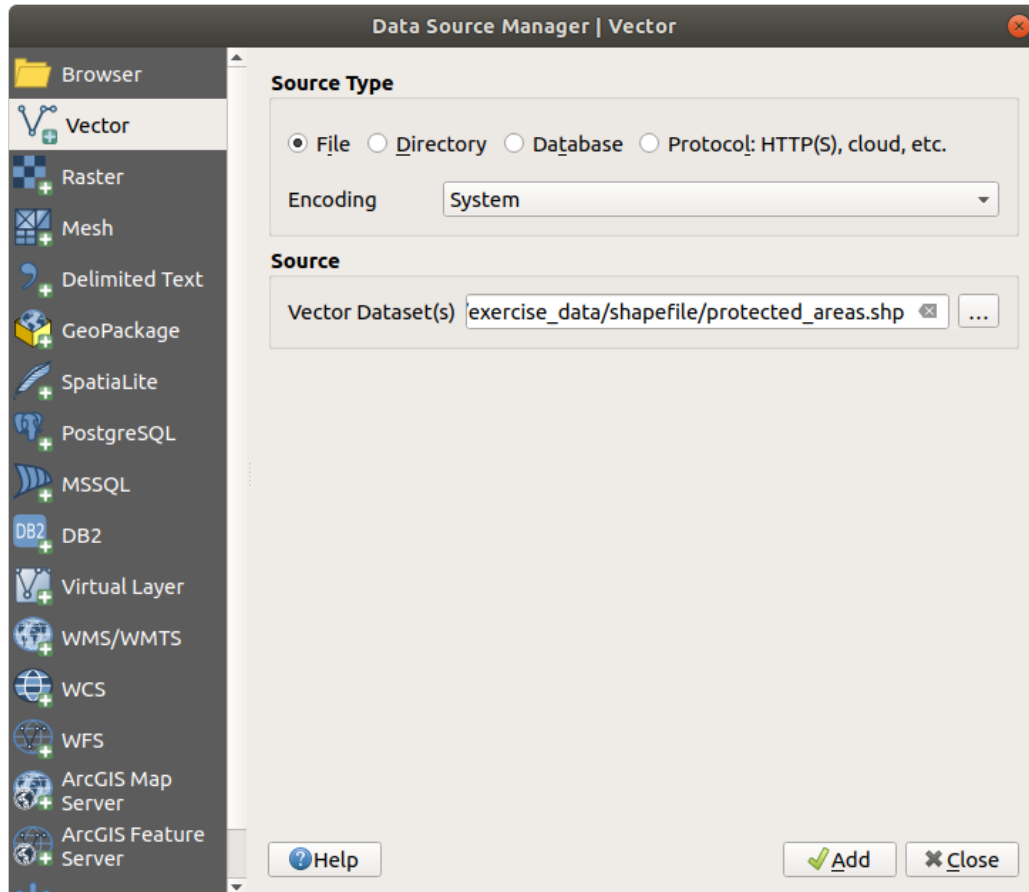 Data Source Manager | Vector
Browser
Vector
Raster
Mesh
Delimited Text
GeoPackage
SpatiaLite
PostgreSQL
MSSQL
DB2
DB2
Virtual Layer
WMS/WMTS
WCS
WFS
ArcGIS Map
Server
ArcGIS Feature
Server
Source Type
File Directory Database Protocol: HTTP(S), cloud, etc.
Encoding System
Source
Vector Dataset(s) /exercise_data/shapefile/protected_areas.shp ...
Help Add Close